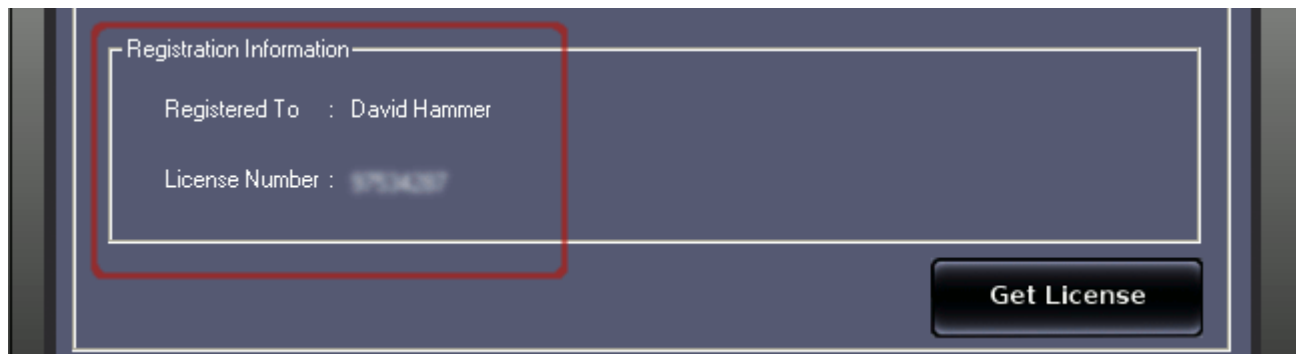 Registration Information
Registered To : David Hammer
License Number :
Get License